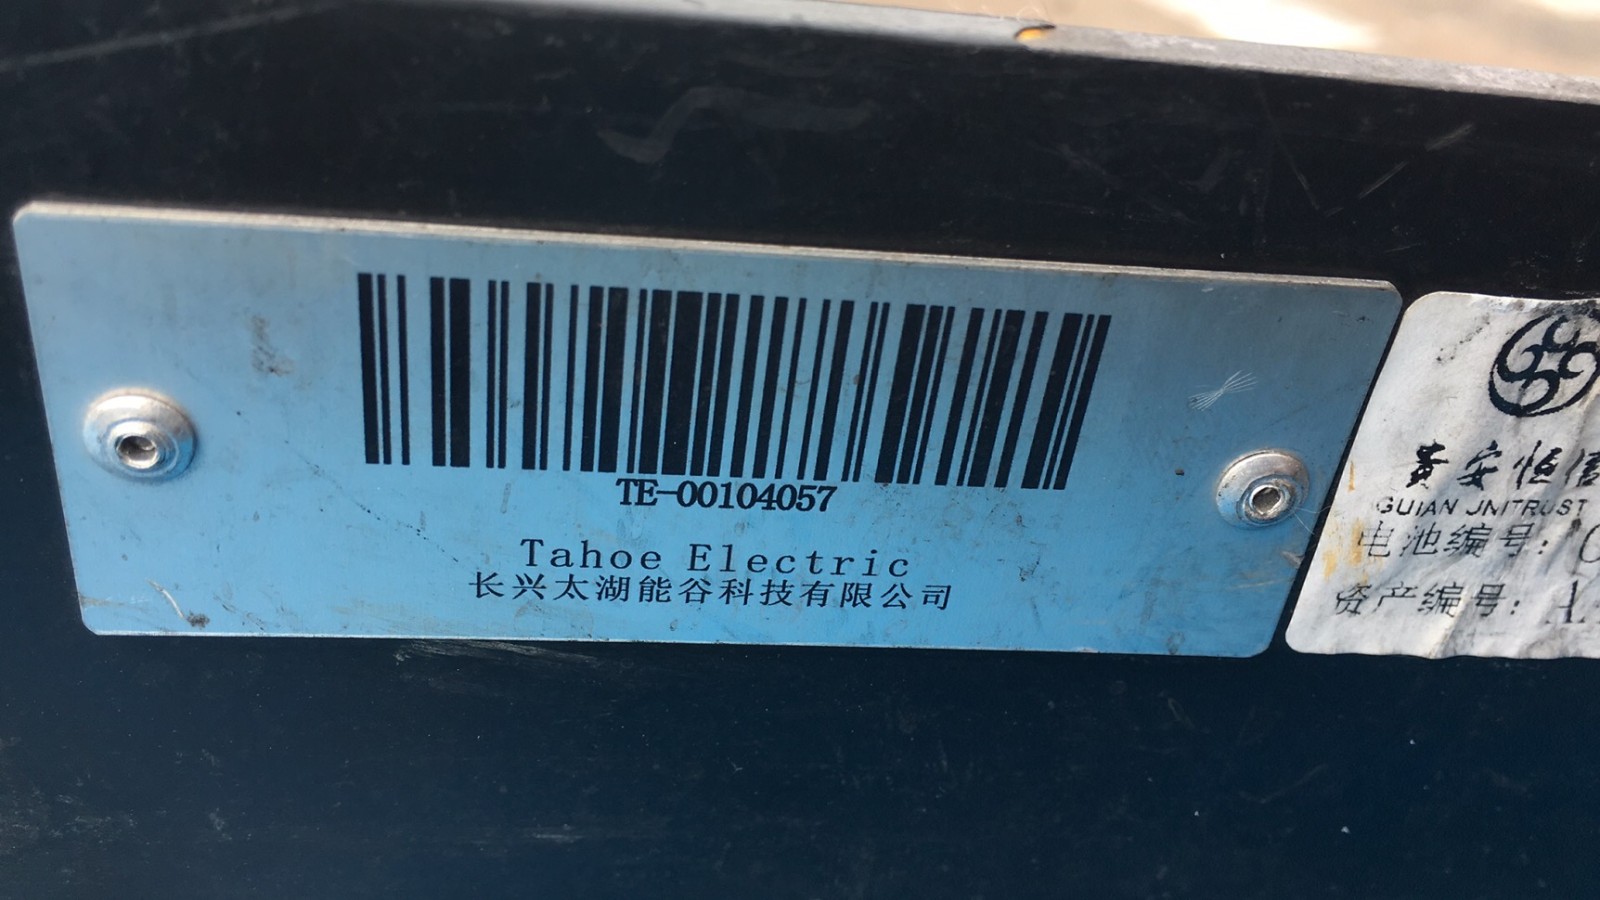 TE-00104057
Tahoe Electric
长兴太湖能谷科技有限公司
贵安恒信
GUIAN JNITRUST
电池编号：
资产编号：